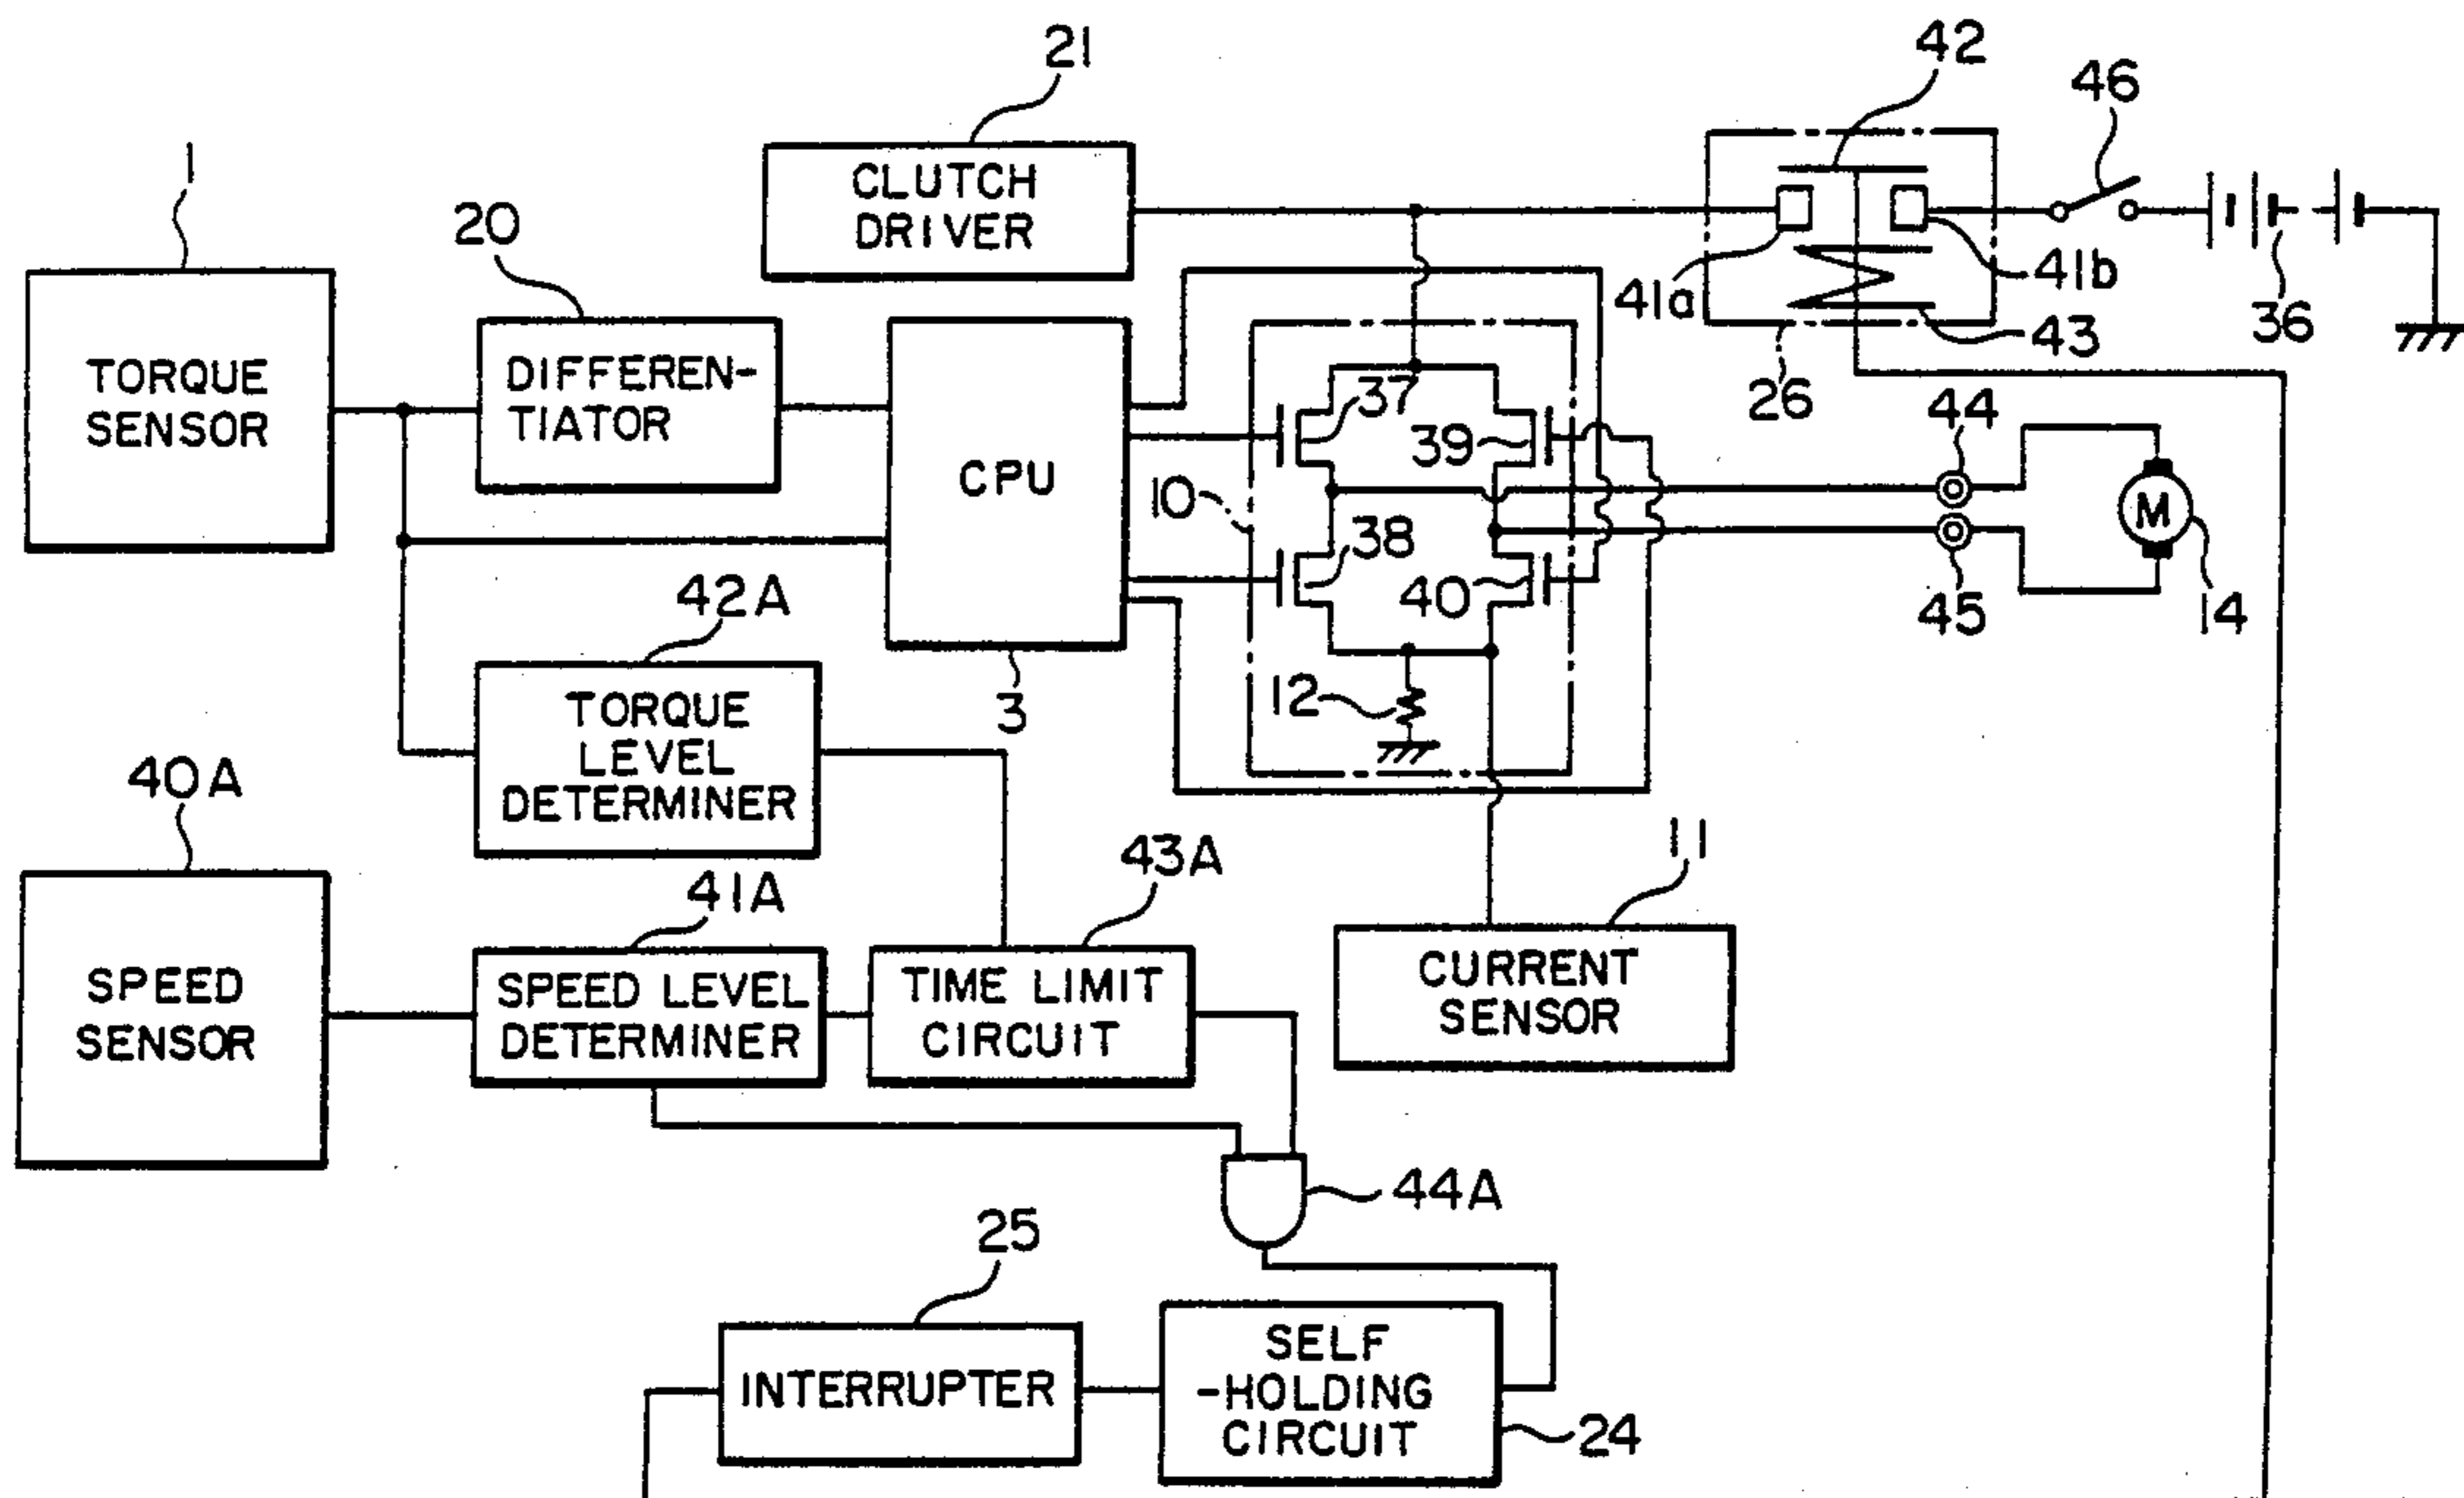 21
42
46
1
CLUTCH
DRIVER
20
41a
41b
36
43
26
TORQUE
SENSOR
DIFFEREN-
TIATOR
CPU
37
39
44
10
M
38
40
45
14
42A
3
12
TORQUE
LEVEL
DETERMINER
40A
43A
11
41A
SPEED
SENSOR
SPEED LEVEL
DETERMINER
TIME LIMIT
CIRCUIT
CURRENT
SENSOR
44A
25
INTERRUPTER
SELF
-HOLDING
CIRCUIT
24